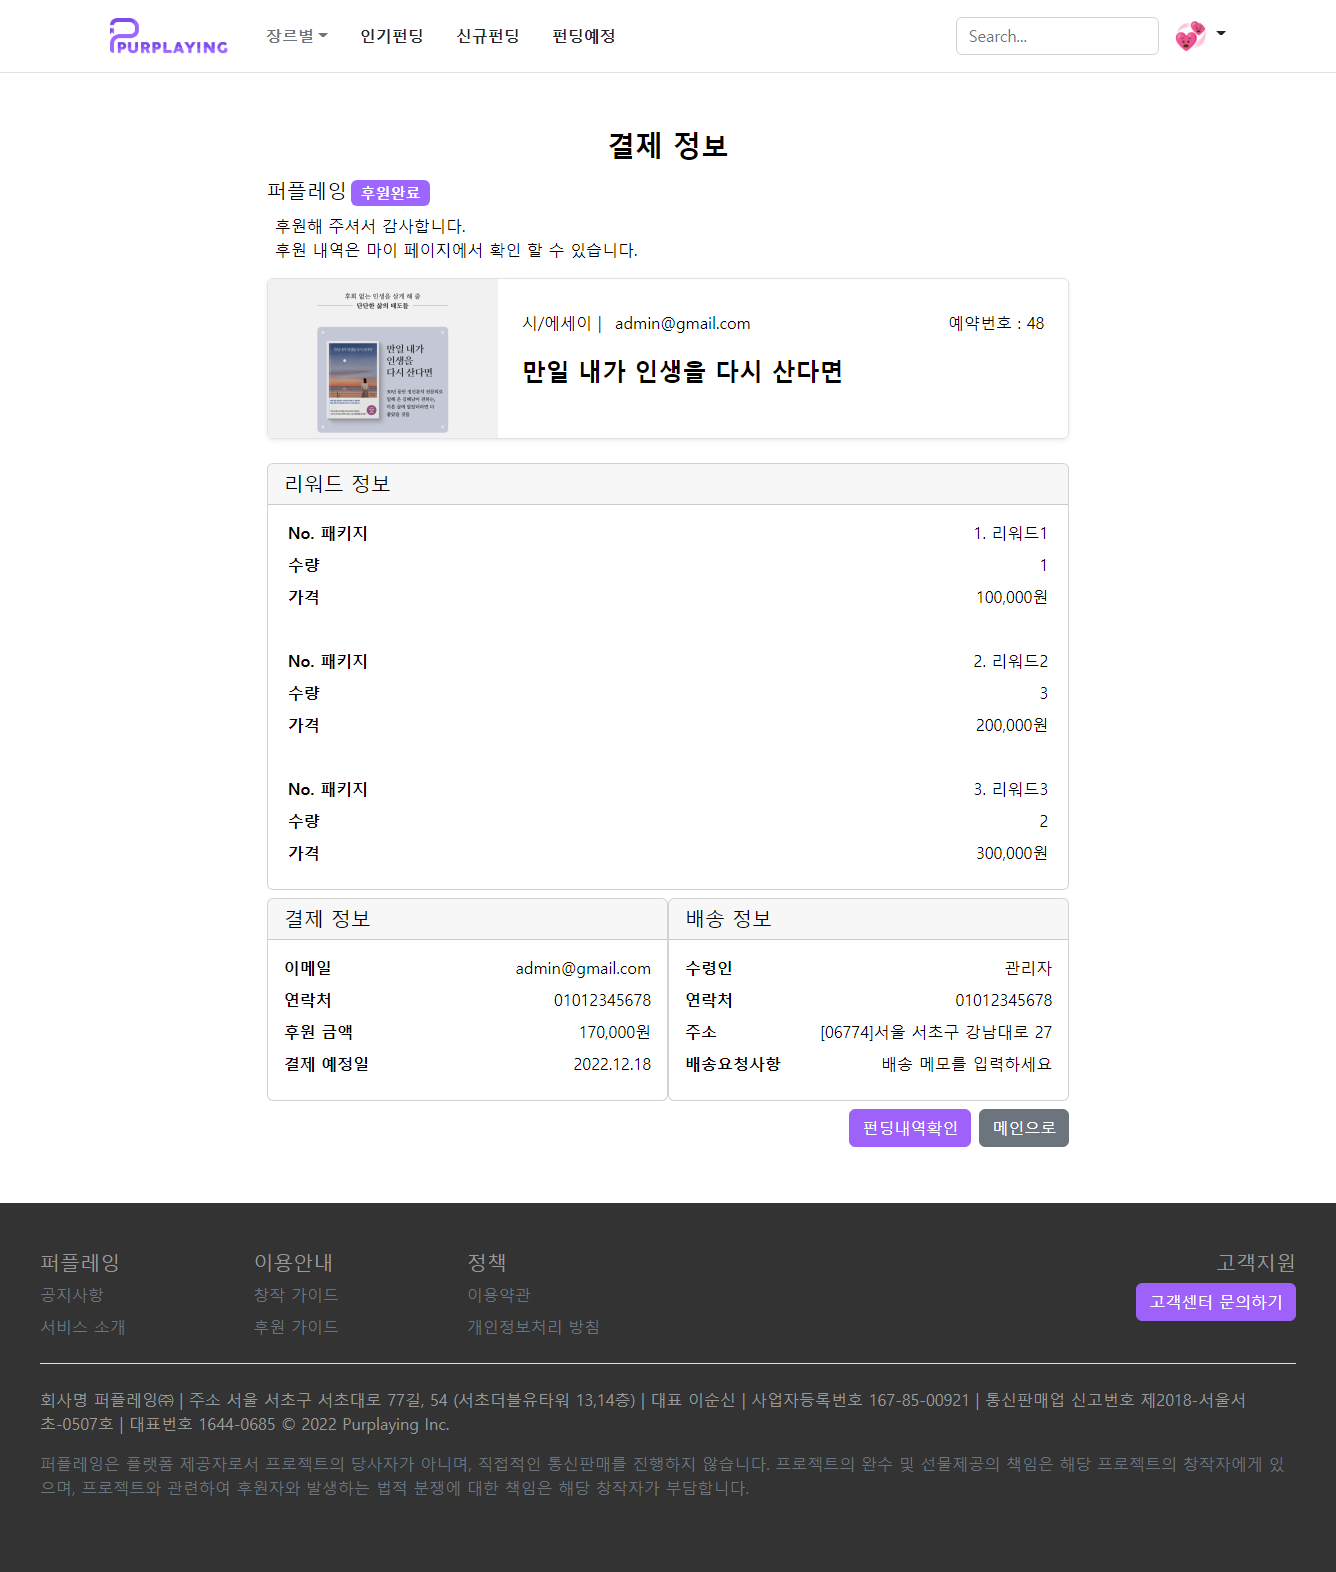 PURPLAYING 장르별 인기펀딩 신규펀딩 펀딩예정 Search...
결제 정보
퍼플레잉 후원완료
후원해 주셔서 감사합니다.
후원 내역은 마이 페이지에서 확인 할 수 있습니다.
후회 없는 인생을 살게 해 줄
단단한 삶의 태도들
만일 내가
인생을
다시 산다면
시/에세이 | admin@gmail.com 예약번호 : 48
만일 내가 인생을 다시 산다면
리워드 정보
No. 패키지 1. 리워드1
수량 1
가격 100,000원
No. 패키지 2. 리워드2
수량 3
가격 200,000원
No. 패키지 3. 리워드3
수량 2
가격 300,000원
결제 정보
이메일 admin@gmail.com
연락처 01012345678
후원 금액 170,000원
결제 예정일 2022.12.18
배송 정보
수령인 관리자
연락처 01012345678
주소 [06774]서울 서초구 강남대로 27
배송요청사항 배송 메모를 입력하세요
펀딩내역확인 메인으로
퍼플레잉 이용안내 정책 고객지원
공지사항 창작 가이드 이용약관 고객센터 문의하기
서비스 소개 후원 가이드 개인정보처리 방침
회사명 퍼플레잉㈜ | 주소 서울 서초구 서초대로 77길, 54 (서초더블유타워 13,14층) | 대표 이순신 | 사업자등록번호 167-85-00921 | 통신판매업 신고번호 제2018-서울서
초-0507호 | 대표번호 1644-0685 © 2022 Purplaying Inc.
퍼플레잉은 플랫폼 제공자로서 프로젝트의 당사자가 아니며, 직접적인 통신판매를 진행하지 않습니다. 프로젝트의 완수 및 선물제공의 책임은 해당 프로젝트의 창작자에게 있
으며, 프로젝트와 관련하여 후원자와 발생하는 법적 분쟁에 대한 책임은 해당 창작자가 부담합니다.